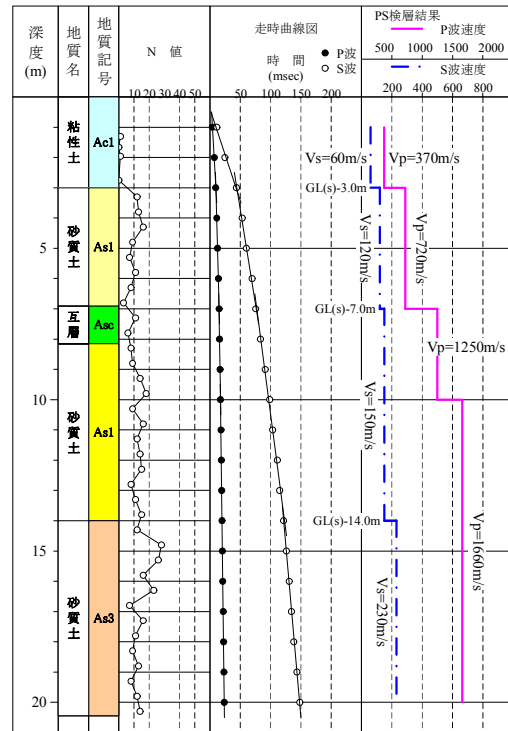 深度(m)
地質名
地質記号
N 値
10 20 30 40 50
走時曲線図
時間
(msec)
●P波
○S波
0 50 100 150
PS検層結果
P波速度
500 1000 1500 2000
S波速度
200 400 600 800
粘性土
Ac1
Vs=60m/s
Vp=370m/s
GL(s)-3.0m
砂質土
As1
5
Vs=120m/s
Vp=720m/s
GL(s)-7.0m
互層
Asc
Vp=1250m/s
砂質土
As1
10
Vs=150m/s
GL(s)-14.0m
15
砂質土
As3
Vs=230m/s
Vp=1660m/s
20